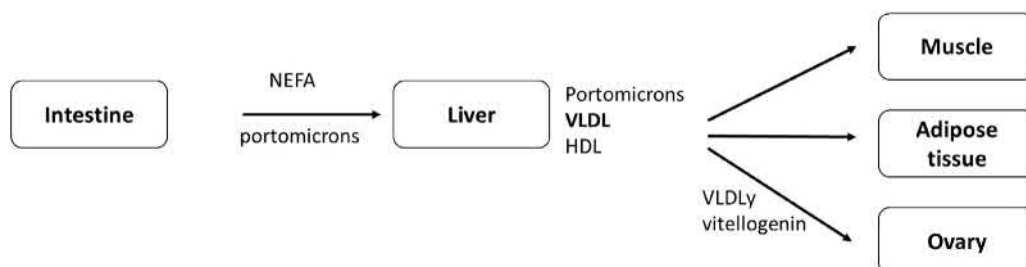 Intestine
NEFA
portomicrons
Liver
Portomicrons
VLDL
HDL
VLDLy
vitellogenin
Muscle
Adipose
tissue
Ovary